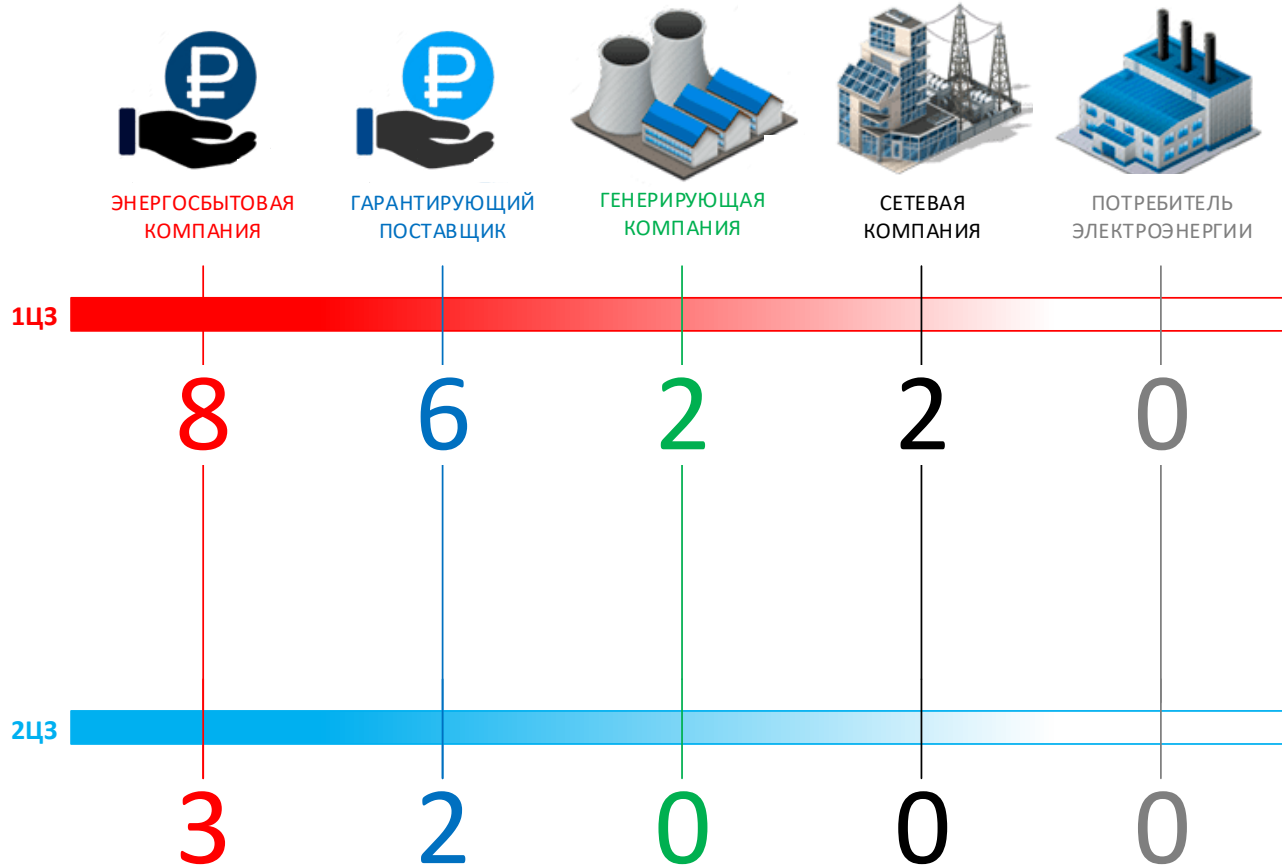 ЭНЕРГОСБЫТОВАЯ
КОМПАНИЯ
ГАРАНТИРУЮЩИЙ
ПОСТАВЩИК
ГЕНЕРИРУЮЩАЯ
КОМПАНИЯ
СЕТЕВАЯ
КОМПАНИЯ
ПОТРЕБИТЕЛЬ
ЭЛЕКТРОЭНЕРГИИ
1ЦЗ
8 6 2 2 0
2ЦЗ
3 2 0 0 0